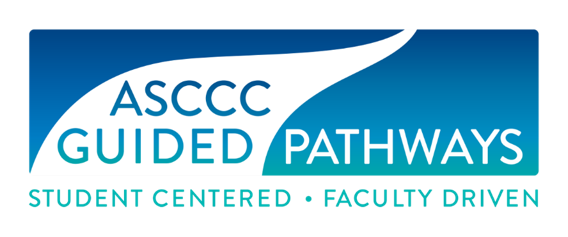 ASCCC
GUIDED PATHWAYS
STUDENT CENTERED • FACULTY DRIVEN